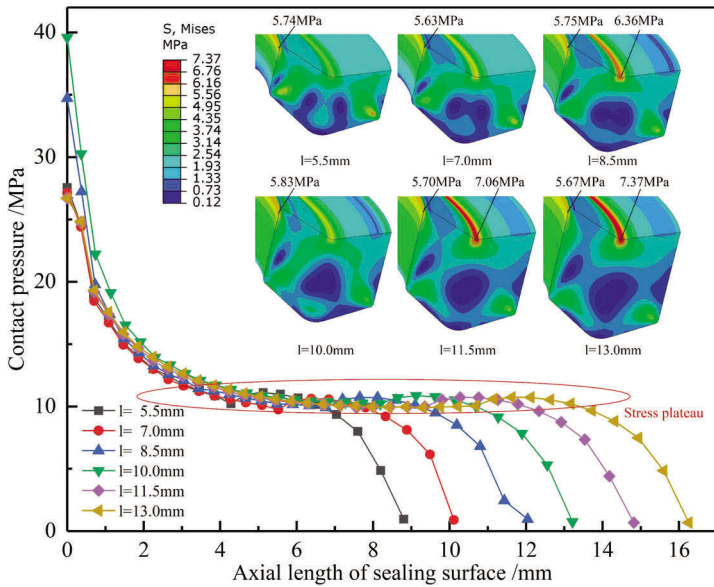 40
30
20
10
0
Contact pressure /MPa
S, Mises
MPa
7.37
6.76
6.16
5.56
4.95
4.35
3.74
3.14
2.54
1.93
1.33
0.73
0.12
5.74MPa
5.63MPa
5.75MPa 6.36MPa
l=5.5mm
l=7.0mm
l=8.5mm
5.83MPa
5.70MPa 7.06MPa
5.67MPa 7.37MPa
l=10.0mm
l=11.5mm
l=13.0mm
Stress plateau
l= 5.5mm
l= 7.0mm
l= 8.5mm
l=10.0mm
l=11.5mm
l=13.0mm
0 2 4 6 8 10 12 14 16
Axial length of sealing surface /mm